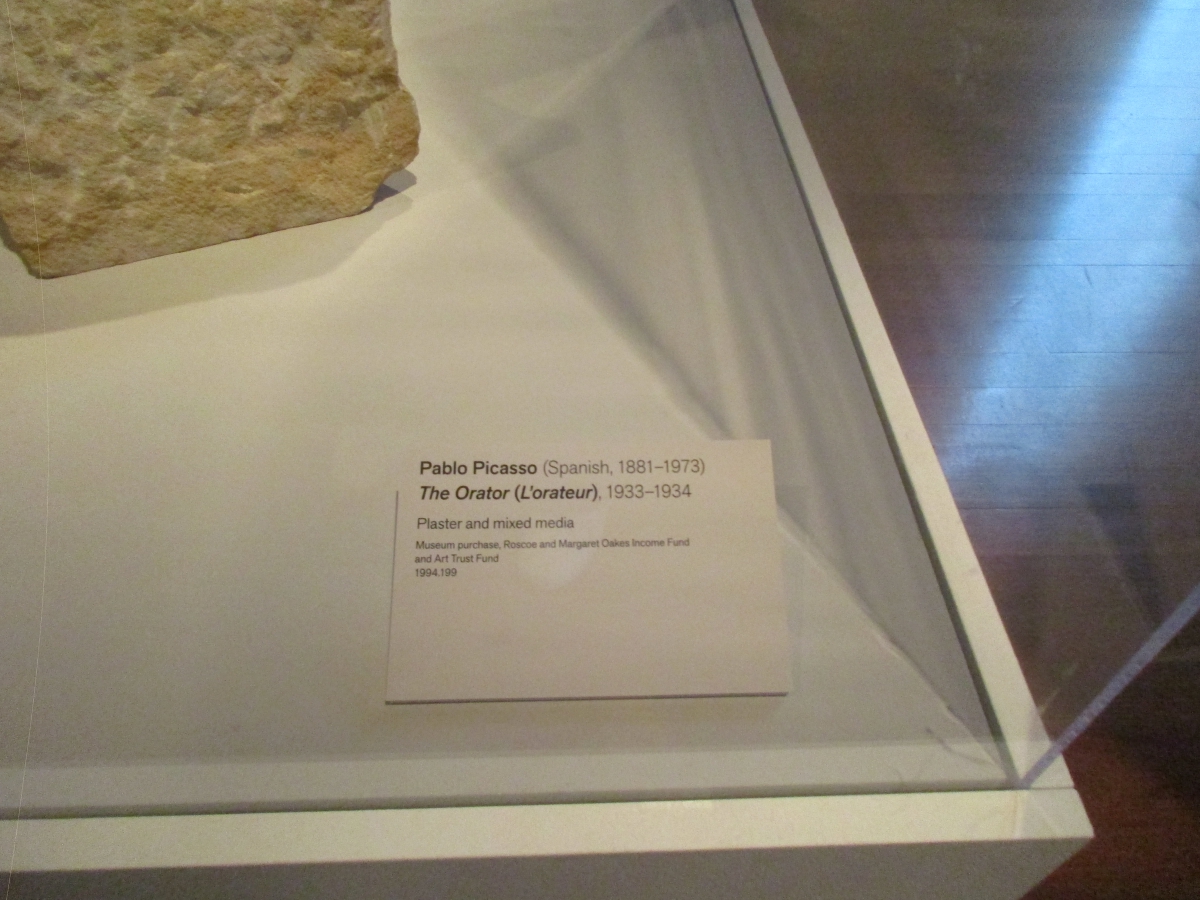 Pablo Picasso (Spanish, 1881–1973)
The Orator (L'orateur), 1933–1934
Plaster and mixed media
Museum purchase, Roscoe and Margaret Oakes Income Fund
and Art Trust Fund
1994.199